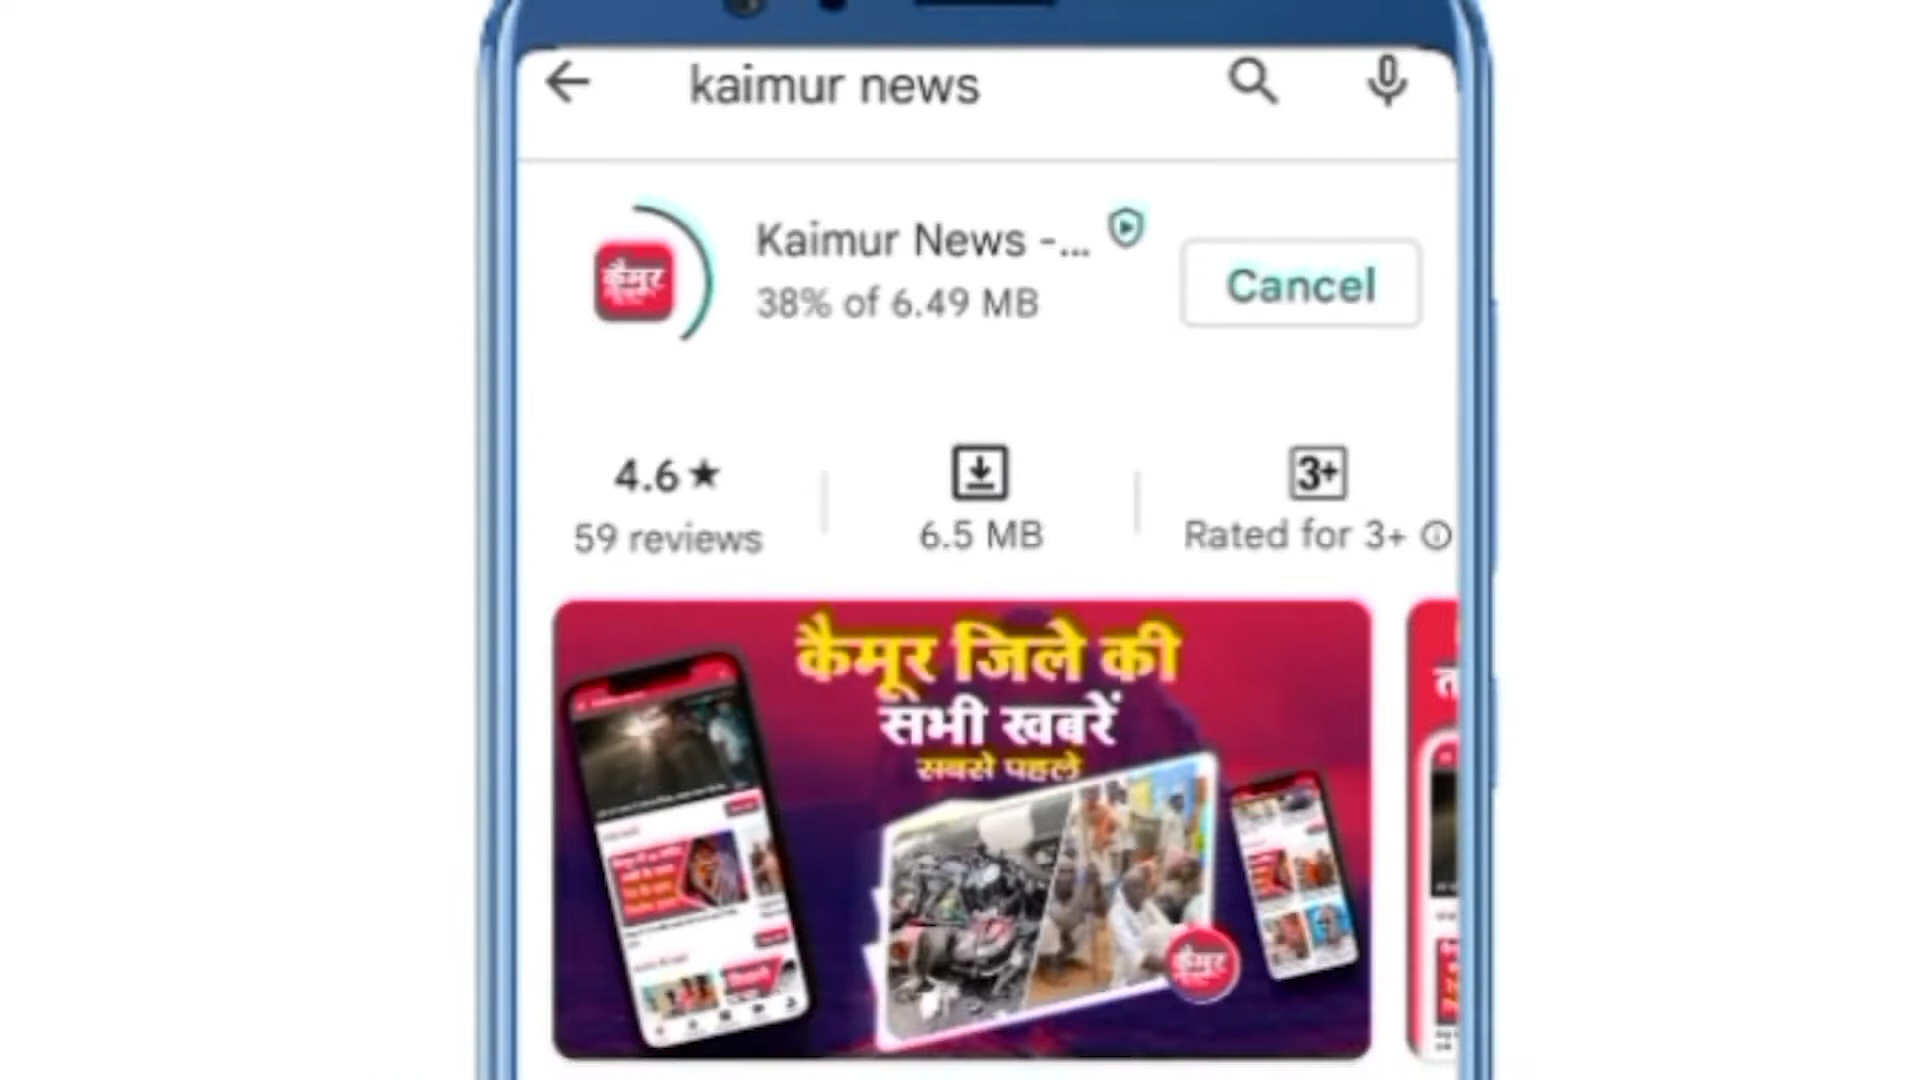 kaimur news
Kaimur News -...
38% of 6.49 MB
Cancel
कैमूर
4.6★
59 reviews
6.5 MB
3+
Rated for 3+
कैमूर जिले की
सभी खबरें
सबसे पहले
कैमूर